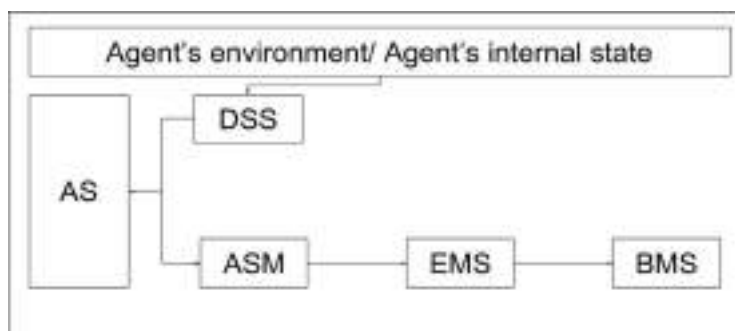 Agent's environment/ Agent's internal state
DSS
AS
ASM
EMS
BMS